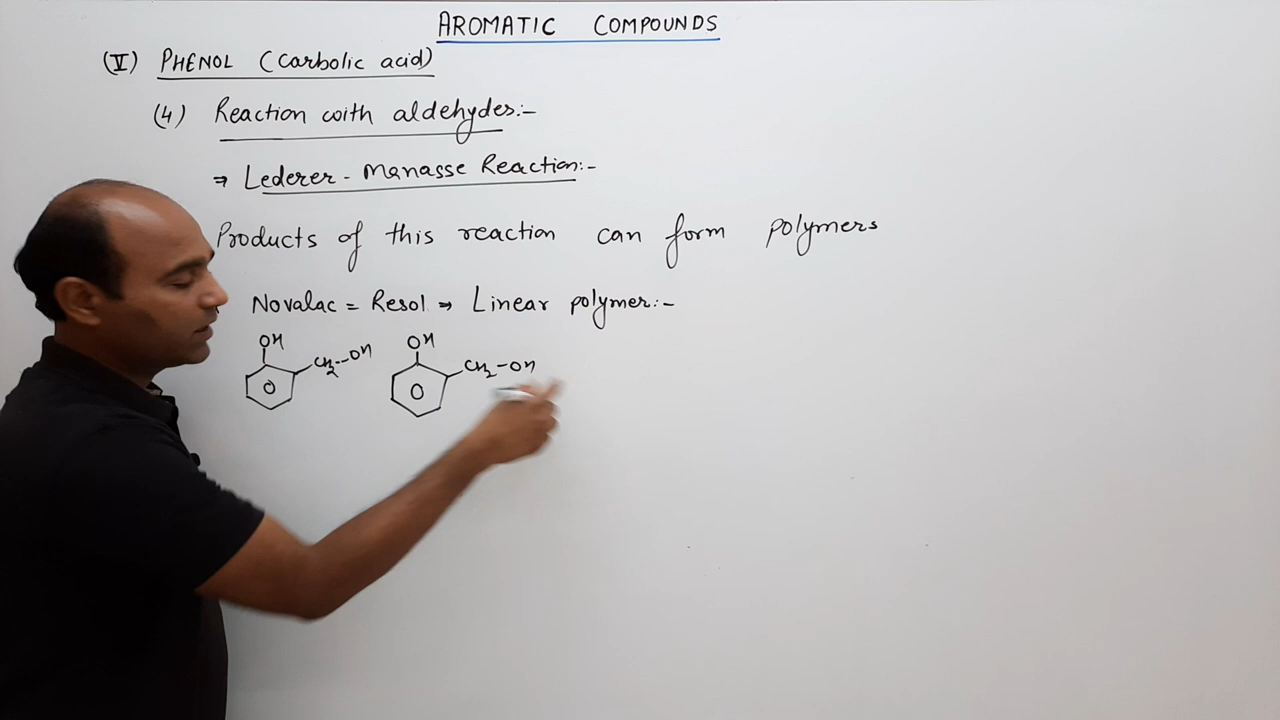 AROMATIC COMPOUNDS
(V) PHENOL (Carbolic acid)
(4) Reaction with aldehydes:-
⇒ Lederer - Manasse Reaction:-
Products of this reaction can form polymers
Novalac = Resol ⇒ Linear polymer:-
OH OH
CH2--OH CH2-OH